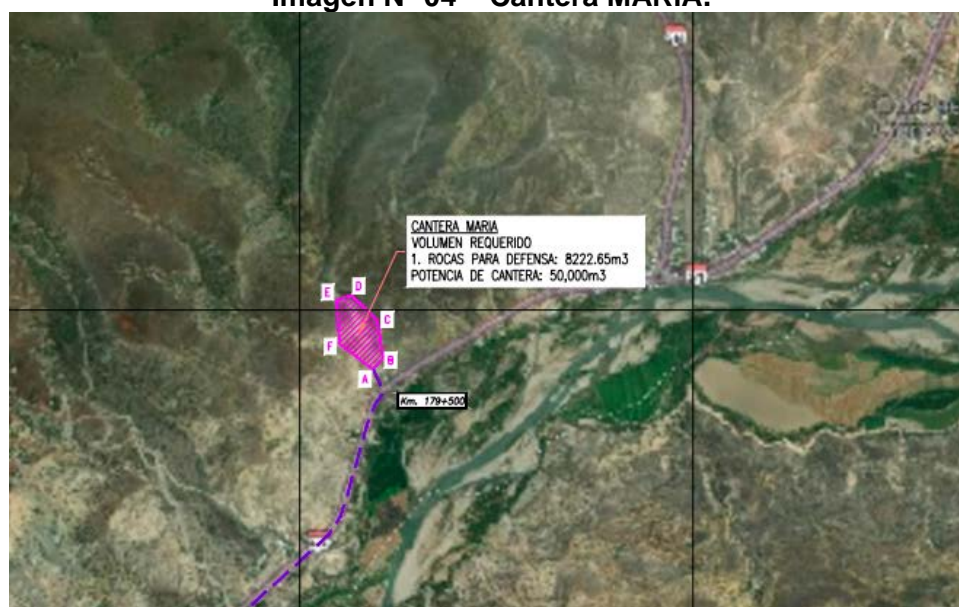 Imagen N° 04 – Cantera MARIA.
CANTERA MARIA
VOLUMEN REQUERIDO
1. ROCAS PARA DEFENSA: 8222.65m3
POTENCIA DE CANTERA: 50,000m3
E
D
C
F
B
A
Km. 179+500